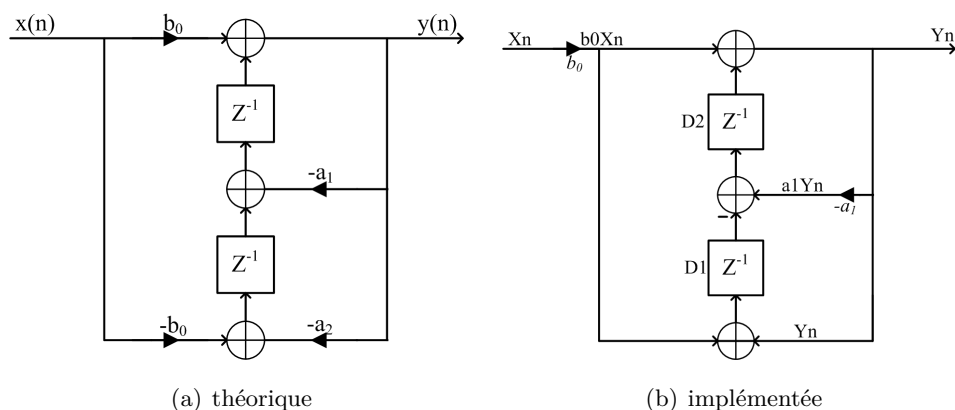 x(n)
b₀
y(n)
Z⁻¹
-a₁
Z⁻¹
-b₀
-a₂
(a) théorique
Xn
b0Xn
b₀
Yn
D2
Z⁻¹
a1Yn
-a₁
–
D1
Z⁻¹
Yn
(b) implémentée